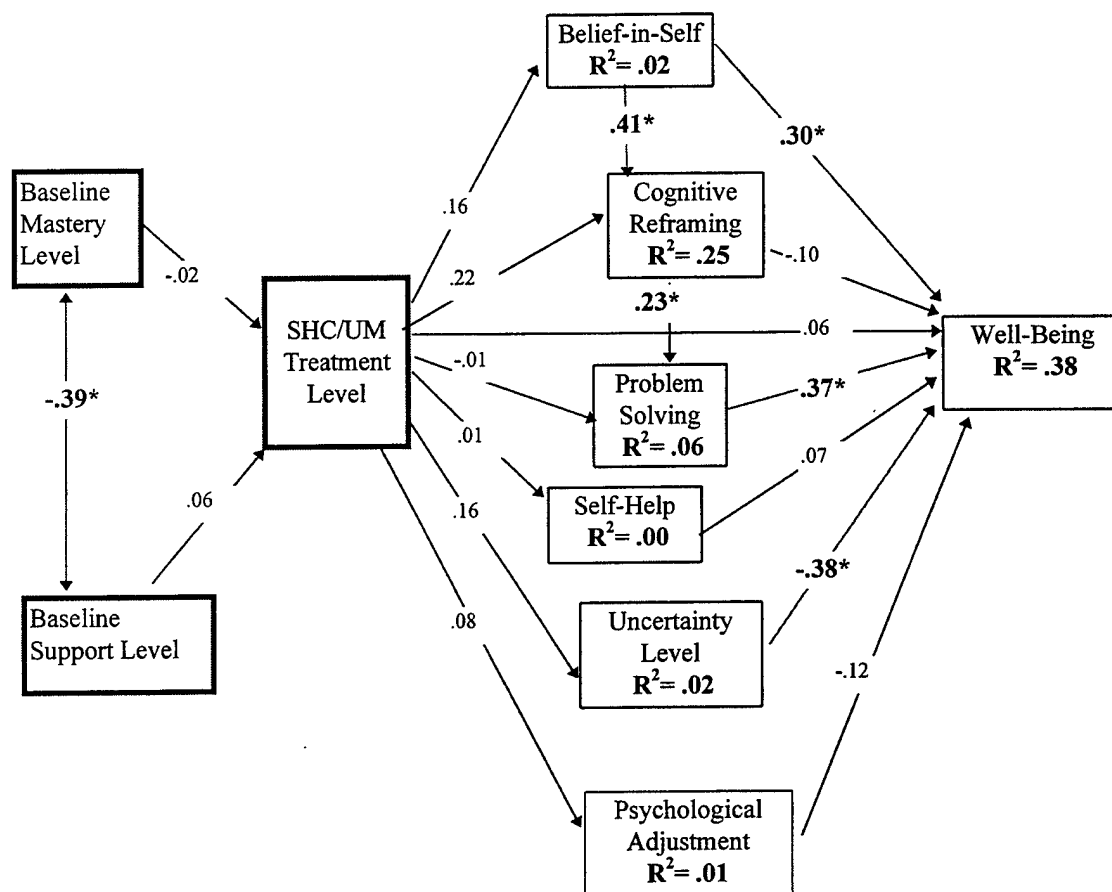 Belief-in-Self
R²= .02
.41*
.30*
Baseline
Mastery
Level
Cognitive
Reframing
R²= .25
.16
-.02
.22
-.10
.23*
SHC/UM
Treatment
Level
.06
Well-Being
R²= .38
-.01
Problem
Solving
R²= .06
.37*
-.39*
.01
.07
Self-Help
R²= .00
.06
.16
-.38*
Baseline
Support Level
.08
Uncertainty
Level
R²= .02
-.12
Psychological
Adjustment
R²= .01